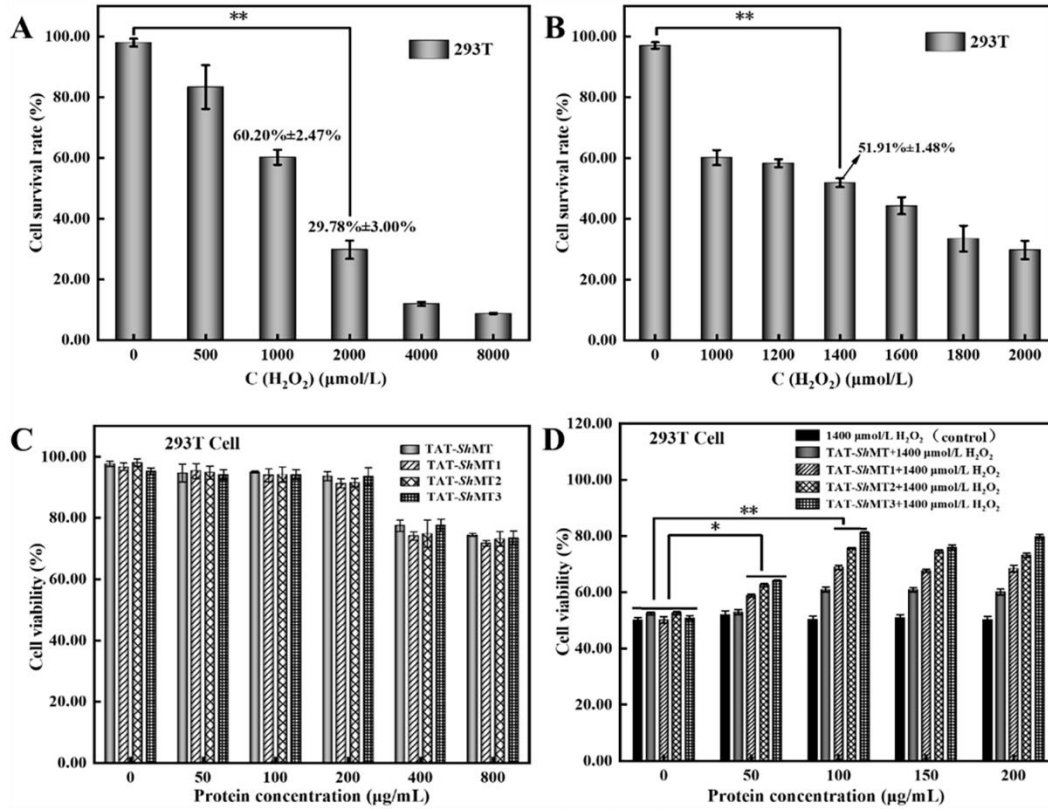 A
**
293T
100.00
80.00
60.00
40.00
20.00
0.00
Cell survival rate (%)
60.20%±2.47%
29.78%±3.00%
0 500 1000 2000 4000 8000
C (H₂O₂) (μmol/L)
B
**
293T
100.00
80.00
60.00
40.00
20.00
0.00
Cell survival rate (%)
51.91%±1.48%
0 1000 1200 1400 1600 1800 2000
C (H₂O₂) (μmol/L)
C
293T Cell
TAT-ShMT
TAT-ShMT1
TAT-ShMT2
TAT-ShMT3
100.00
80.00
60.00
40.00
20.00
0.00
Cell viability (%)
0 50 100 200 400 800
Protein concentration (μg/mL)
D
293T Cell
1400 μmol/L H₂O₂（control）
TAT-ShMT+1400 μmol/L H₂O₂
TAT-ShMT1+1400 μmol/L H₂O₂
TAT-ShMT2+1400 μmol/L H₂O₂
TAT-ShMT3+1400 μmol/L H₂O₂
**
*
120.00
100.00
80.00
60.00
40.00
20.00
0.00
Cell viability (%)
0 50 100 150 200
Protein concentration (μg/mL)